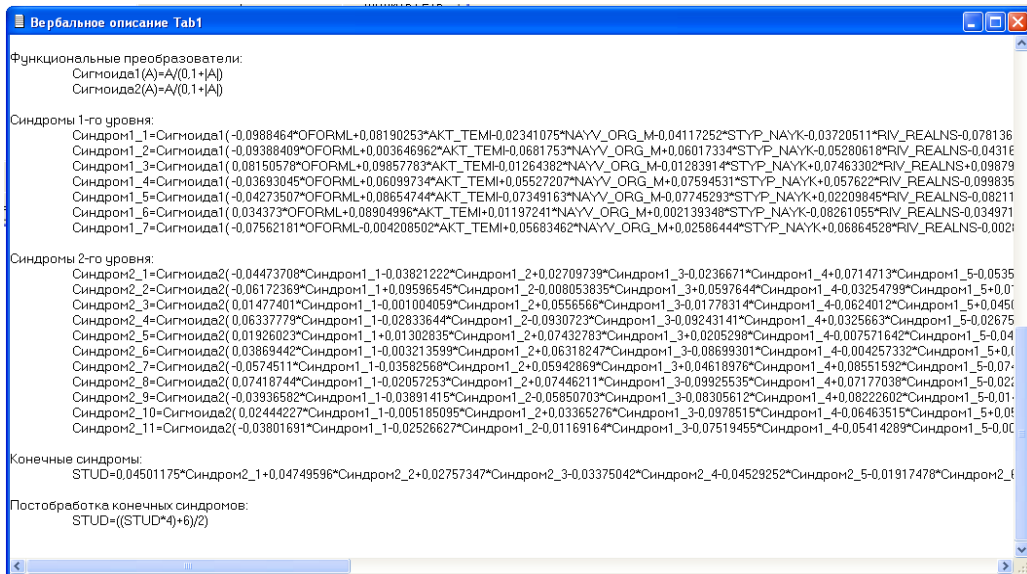 Вербальное описание Tab1
Функциональные преобразователи:
Сигмоида1(A)=A/(0,1+|A|)
Сигмоида2(A)=A/(0,1+|A|)
Синдромы 1-го уровня:
Синдром1_1=Сигмоида1(-0,0988464*OFORML+0,08190253*AKT_TEMI-0,02341075*NAYV_ORG_M-0,04117252*STYP_NAYK-0,03720511*RIV_REALNS-0,078136
Синдром1_2=Сигмоида1(-0,09388409*OFORML+0,003646962*AKT_TEMI-0,0681753*NAYV_ORG_M+0,06017334*STYP_NAYK-0,05280618*RIV_REALNS-0,04316
Синдром1_3=Сигмоида1( 0,08150578*OFORML+0,09857783*AKT_TEMI-0,01264382*NAYV_ORG_M-0,01283914*STYP_NAYK+0,07463302*RIV_REALNS+0,09879
Синдром1_4=Сигмоида1(-0,03693045*OFORML+0,06099734*AKT_TEMI+0,05527207*NAYV_ORG_M+0,07594531*STYP_NAYK+0,057622*RIV_REALNS-0,099835
Синдром1_5=Сигмоида1(-0,04273507*OFORML+0,08654744*AKT_TEMI-0,07349163*NAYV_ORG_M-0,07745293*STYP_NAYK+0,02209845*RIV_REALNS-0,08211
Синдром1_6=Сигмоида1( 0,034373*OFORML+0,08904996*AKT_TEMI+0,01197241*NAYV_ORG_M+0,002139348*STYP_NAYK-0,08261055*RIV_REALNS-0,034971
Синдром1_7=Сигмоида1(-0,07562181*OFORML-0,004208502*AKT_TEMI+0,05683462*NAYV_ORG_M+0,02586444*STYP_NAYK+0,06864528*RIV_REALNS-0,002
Синдромы 2-го уровня:
Синдром2_1=Сигмоида2(-0,04473708*Синдром1_1-0,03821222*Синдром1_2+0,02709739*Синдром1_3-0,0236671*Синдром1_4+0,0714713*Синдром1_5-0,0535
Синдром2_2=Сигмоида2(-0,06172369*Синдром1_1+0,09596545*Синдром1_2-0,008053835*Синдром1_3+0,0597644*Синдром1_4-0,03254799*Синдром1_5+0,0
Синдром2_3=Сигмоида2( 0,01477401*Синдром1_1-0,001004059*Синдром1_2+0,0556566*Синдром1_3-0,01778314*Синдром1_4-0,0624012*Синдром1_5+0,045
Синдром2_4=Сигмоида2( 0,06337779*Синдром1_1-0,02833644*Синдром1_2-0,0930723*Синдром1_3-0,09243141*Синдром1_4+0,0325663*Синдром1_5-0,02675
Синдром2_5=Сигмоида2( 0,01926023*Синдром1_1+0,01302835*Синдром1_2+0,07432783*Синдром1_3+0,0205298*Синдром1_4-0,007571642*Синдром1_5-0,04
Синдром2_6=Сигмоида2( 0,03869442*Синдром1_1-0,003213599*Синдром1_2+0,06318247*Синдром1_3-0,08699301*Синдром1_4-0,004257332*Синдром1_5+0,
Синдром2_7=Сигмоида2(-0,0574511*Синдром1_1-0,03582568*Синдром1_2+0,05942869*Синдром1_3+0,04618976*Синдром1_4+0,08551592*Синдром1_5-0,07
Синдром2_8=Сигмоида2( 0,07418744*Синдром1_1-0,02057253*Синдром1_2+0,07446211*Синдром1_3-0,09925535*Синдром1_4+0,07177038*Синдром1_5-0,02
Синдром2_9=Сигмоида2(-0,03936582*Синдром1_1-0,03891415*Синдром1_2-0,05850703*Синдром1_3-0,08305612*Синдром1_4+0,08222602*Синдром1_5-0,01
Синдром2_10=Сигмоида2( 0,02444227*Синдром1_1-0,005185095*Синдром1_2+0,03365276*Синдром1_3-0,0978515*Синдром1_4-0,06463515*Синдром1_5+0,05
Синдром2_11=Сигмоида2(-0,03801691*Синдром1_1-0,02526627*Синдром1_2-0,01169164*Синдром1_3-0,07519455*Синдром1_4-0,05414289*Синдром1_5-0,00
Конечные синдромы:
STUD=0,04501175*Синдром2_1+0,04749596*Синдром2_2+0,02757347*Синдром2_3-0,03375042*Синдром2_4-0,04529252*Синдром2_5-0,01917478*Синдром2_6
Постобработка конечных синдромов:
STUD=((STUD*4)+6)/2)